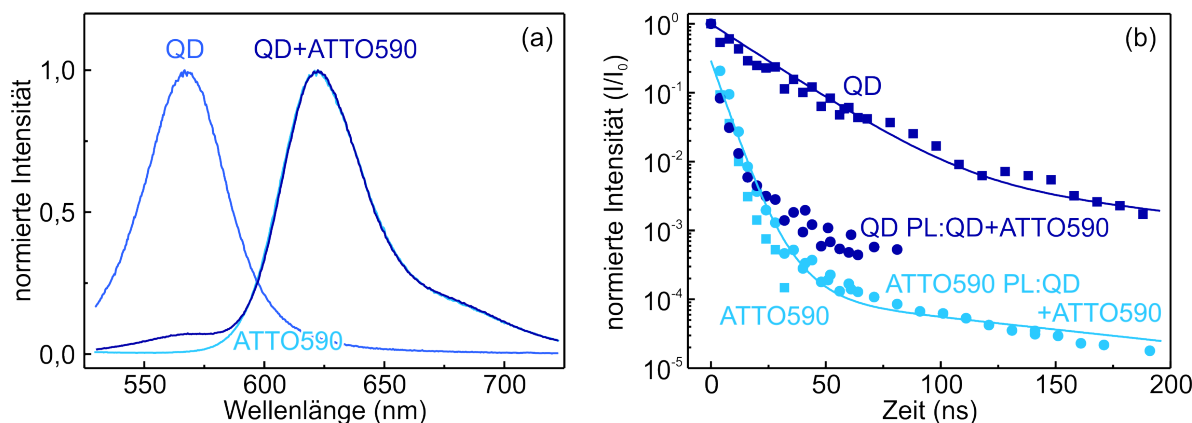 (a)
QD
QD+ATTO590
ATTO590
normierte Intensität
1,0
0,5
0,0
550
600
650
700
Wellenlänge (nm)
(b)
QD
QD PL:QD+ATTO590
ATTO590 PL:QD
+ATTO590
ATTO590
normierte Intensität (I/I₀)
10⁰
10⁻¹
10⁻²
10⁻³
10⁻⁴
10⁻⁵
0
50
100
150
200
Zeit (ns)